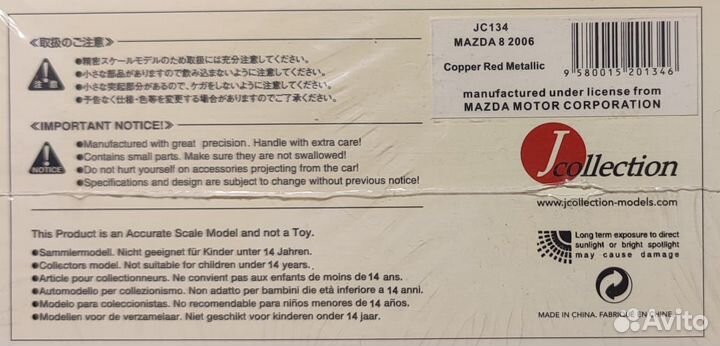 ≪取扱のご注意≫
注意
●精密スケールモデルのため取扱には充分注意してください。
●小さな部品がありますので飲み込まないように注意してください。
●小さな突起部があるので、ケガをしないように注意してください。
●予告なく仕様・色等を変更する場合がありますのでご了承ください。
≪IMPORTANT NOTICE!≫
NOTICE
●Manufactured with great precision. Handle with extra care!
●Contains small parts. Make sure they are not swallowed!
●Do not hurt yourself on accessories projecting from the car!
●Specifications and design are subject to change without previous notice!
This Product is an Accurate Scale Model and not a Toy.
●Sammlermodell. Nicht geeignet für Kinder unter 14 Jahren.
●Collectors model. Not suitable for children under 14 years.
●Article pour collectionneurs. Ne convient pas aux enfants de moins de 14 ans.
●Automodello per collezionismo. Non adatto per bambini die età inferiore a 14 anni.
●Modelo para coleccionistas. No recomendable para niños menores de 14 años.
●Modellen voor de verzamelaar. Niet geschikt voor kinderen onder 14 jaar.
JC134
MAZDA 8 2006
Copper Red Metallic
9 580015 201346
manufactured under license from
MAZDA MOTOR CORPORATION
J collection
www.jcollection-models.com
Long term exposure to direct
sunlight or bright spotlight
may cause damage
MADE IN CHINA. FABRIQUE EN CHINE
Avito